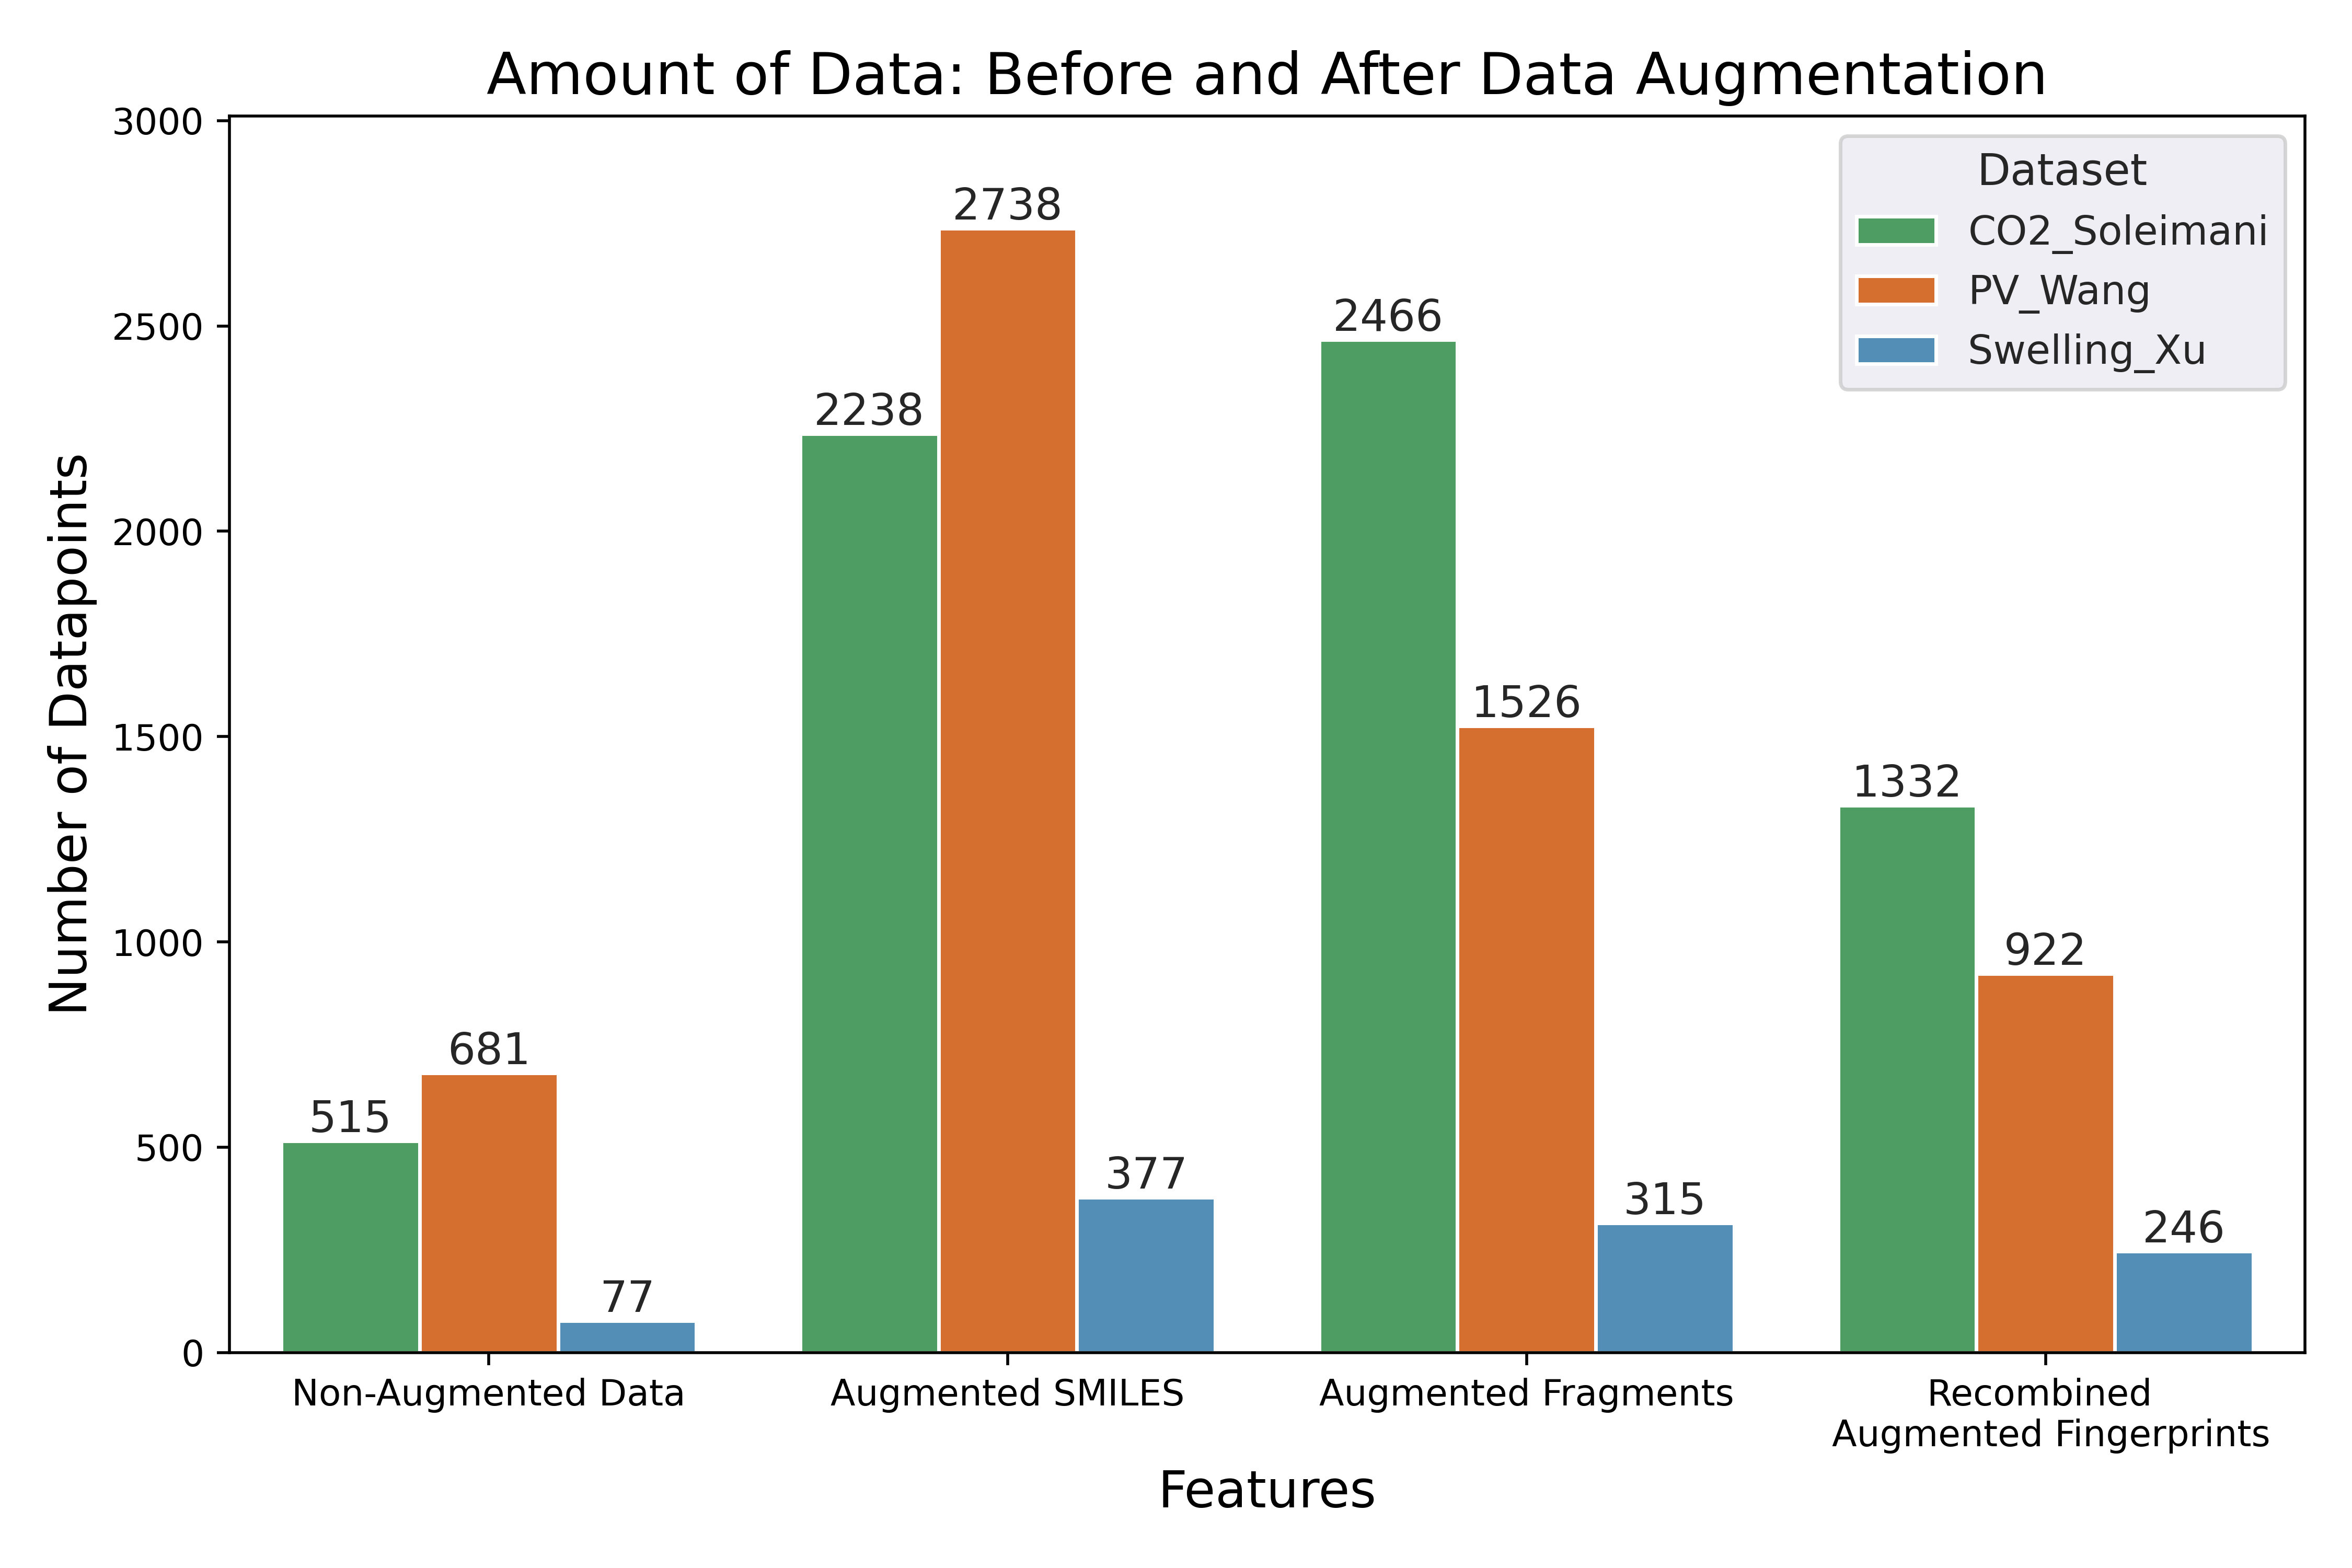 Amount of Data: Before and After Data Augmentation
Number of Datapoints
3000
2500
2000
1500
1000
500
0
Dataset
CO2_Soleimani
PV_Wang
Swelling_Xu
515
681
77
2238
2738
377
2466
1526
315
1332
922
246
Non-Augmented Data
Augmented SMILES
Augmented Fragments
Recombined
Augmented Fingerprints
Features